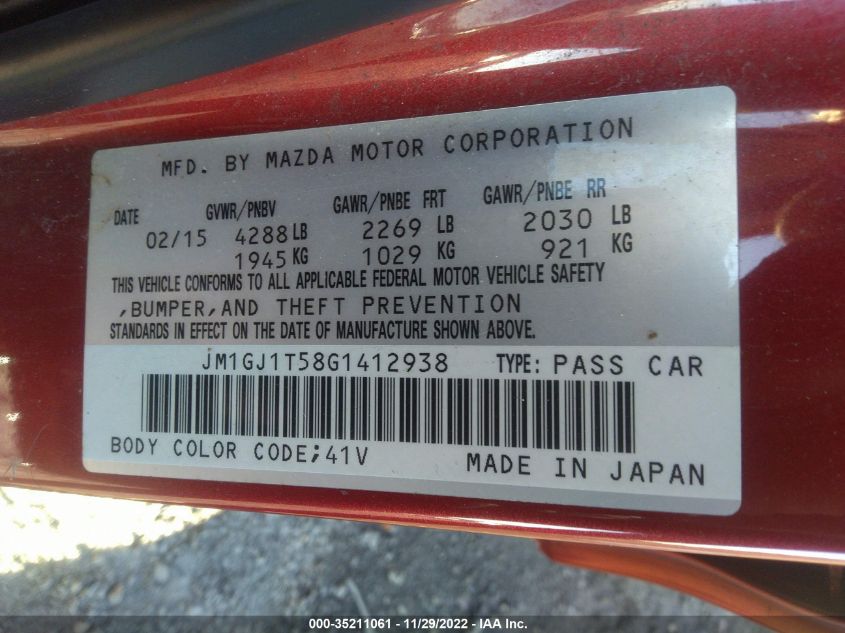 MFD. BY MAZDA MOTOR CORPORATION
DATE GVWR/PNBV GAWR/PNBE FRT GAWR/PNBE RR
02/15 4288 LB 2269 LB 2030 LB
1945 KG 1029 KG 921 KG
THIS VEHICLE CONFORMS TO ALL APPLICABLE FEDERAL MOTOR VEHICLE SAFETY
,BUMPER,AND THEFT PREVENTION
STANDARDS IN EFFECT ON THE DATE OF MANUFACTURE SHOWN ABOVE.
JM1GJ1T58G1412938 TYPE: PASS CAR
BODY COLOR CODE;41V MADE IN JAPAN
000-35211061 - 11/29/2022 - IAA Inc.